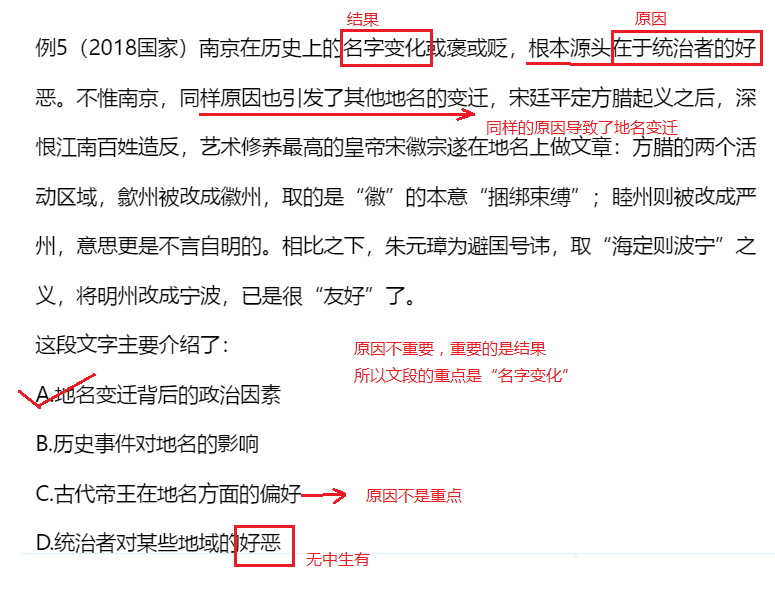 结果
原因
例5（2018国家）南京在历史上的名字变化或褒或贬，根本源头在于统治者的好
恶。不惟南京，同样原因也引发了其他地名的变迁，宋廷平定方腊起义之后，深
同样的原因导致了地名变迁
恨江南百姓造反，艺术修养最高的皇帝宋徽宗遂在地名上做文章：方腊的两个活
动区域，歙州被改成徽州，取的是“徽”的本意“捆绑束缚”；睦州则被改成严
州，意思更是不言自明的。相比之下，朱元璋为避国号讳，取“海定则波宁”之
义，将明州改成宁波，已是很“友好”了。
这段文字主要介绍了：
原因不重要，重要的是结果
所以文段的重点是“名字变化“
A.地名变迁背后的政治因素
B.历史事件对地名的影响
C.古代帝王在地名方面的偏好
原因不是重点
D.统治者对某些地域的好恶
无中生有